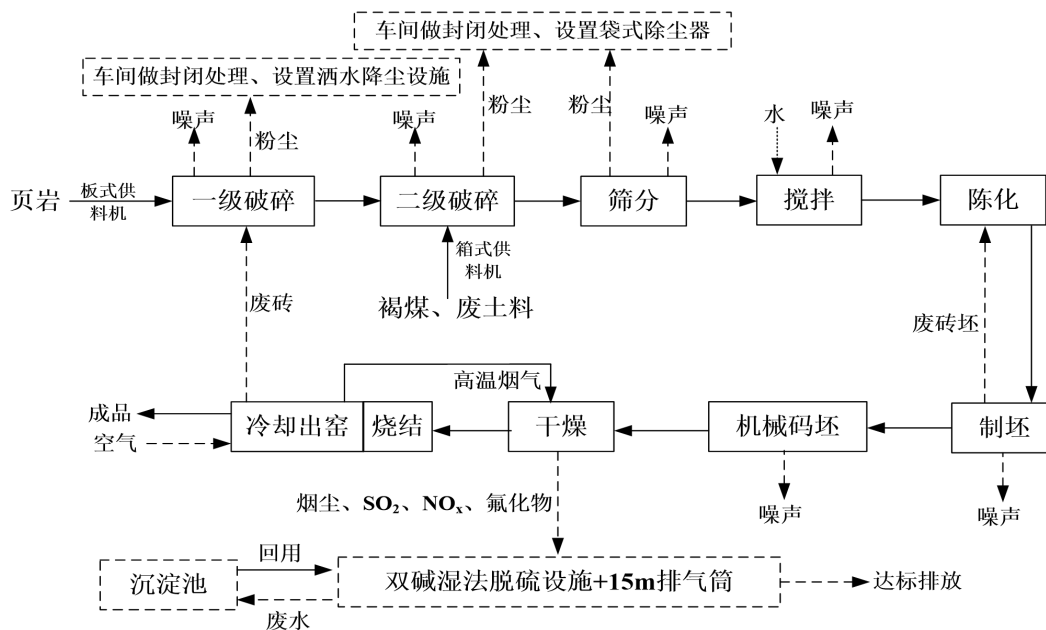 车间做封闭处理、设置袋式除尘器
车间做封闭处理、设置洒水降尘设施
噪声
粉尘
噪声
粉尘
粉尘
噪声
水
噪声
页岩
板式供
料机
一级破碎
二级破碎
筛分
搅拌
陈化
箱式供
料机
废砖
褐煤、废土料
废砖坯
高温烟气
成品
空气
冷却出窑
烧结
干燥
机械码坯
制坯
烟尘、SO₂、NOₓ、氟化物
噪声
噪声
沉淀池
回用
废水
双碱湿法脱硫设施+15m排气筒
达标排放